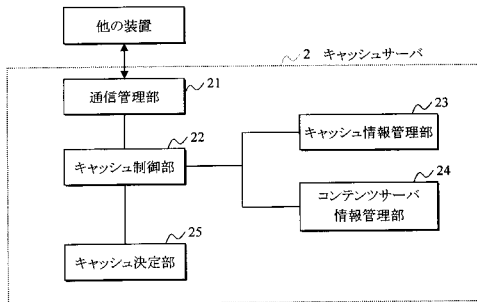 他の装置
2 キャッシュサーバ
通信管理部
21
キャッシュ制御部
22
キャッシュ情報管理部
23
コンテンツサーバ
情報管理部
24
キャッシュ決定部
25